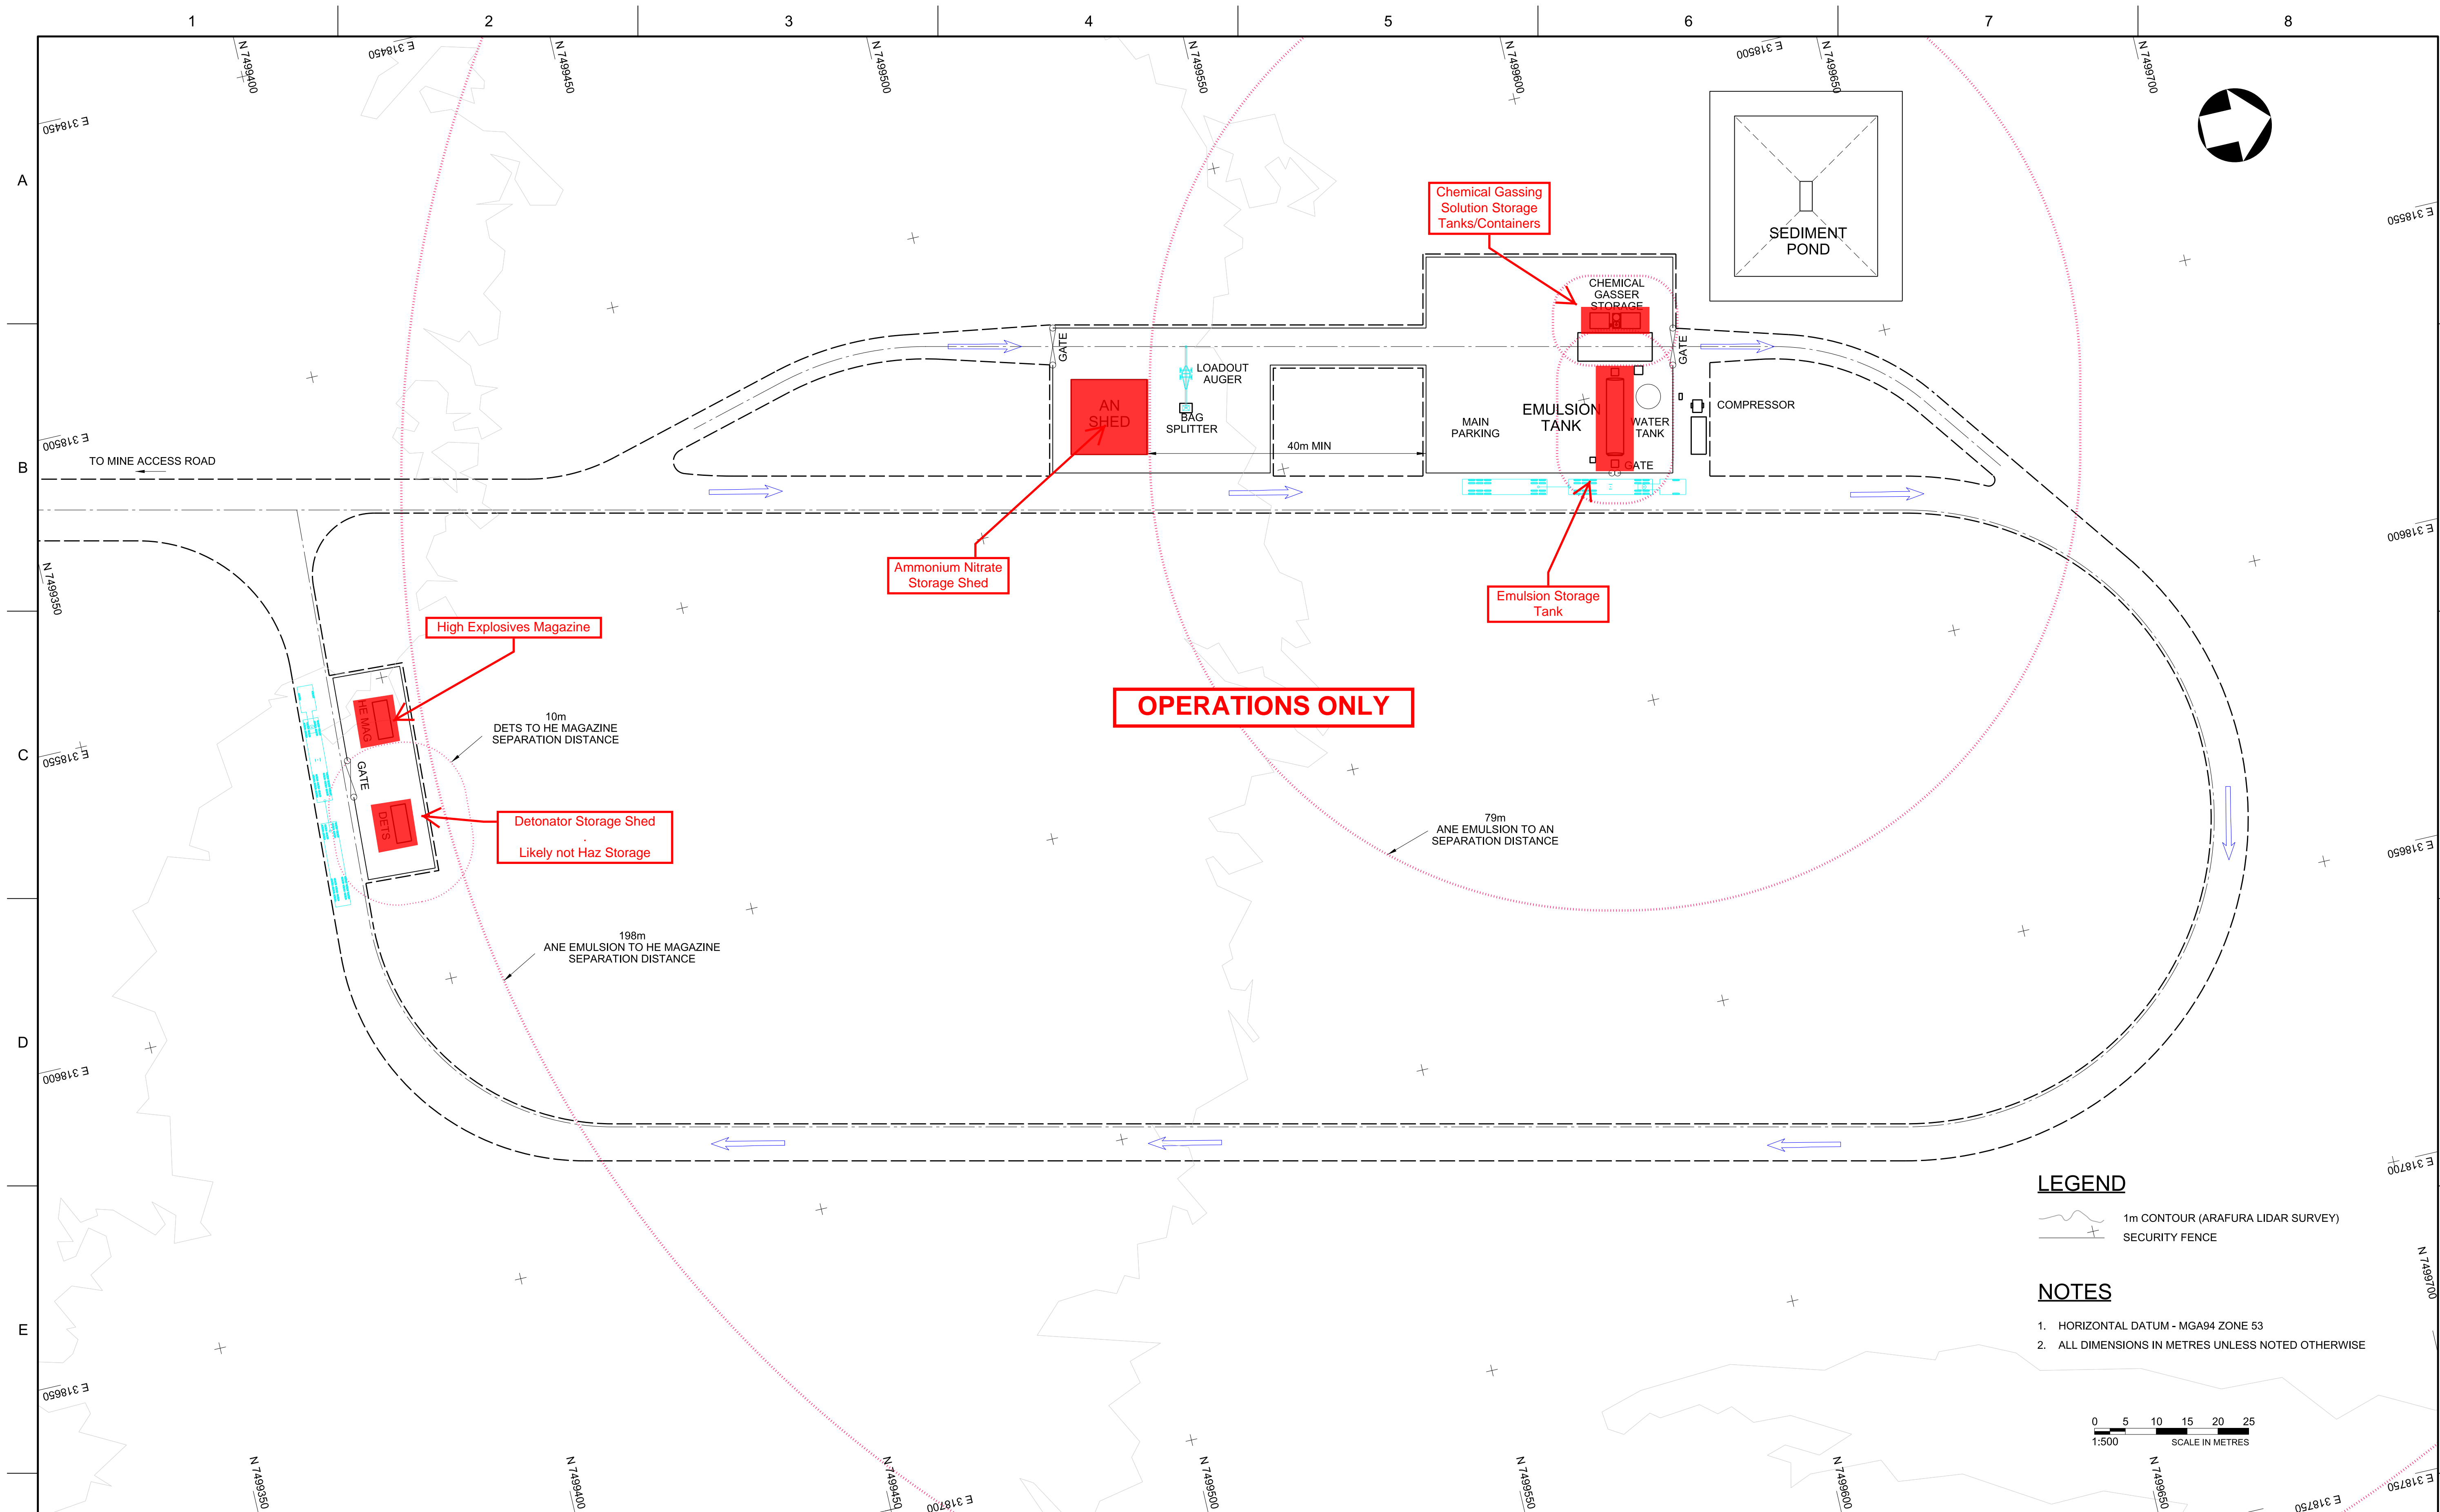 1
2
3
4
5
6
7
8
A
B
C
D
E
N 7499400
E 318450
N 7499450
N 7499500
N 7499550
N 7499600
E 318500
N 7499650
N 7499700
E 318450
E 318500
N 7499350
E 318550
E 318600
E 318650
E 318550
E 318600
E 318650
E 318700
N 7499700
E 318750
Chemical Gassing
Solution Storage
Tanks/Containers
SEDIMENT
POND
CHEMICAL
GASSER
STORAGE
GATE
GATE
LOADOUT
AUGER
AN
SHED
BAG
SPLITTER
40m MIN
MAIN
PARKING
EMULSION
TANK
WATER
TANK
GATE
COMPRESSOR
TO MINE ACCESS ROAD
Ammonium Nitrate
Storage Shed
Emulsion Storage
Tank
High Explosives Magazine
OPERATIONS ONLY
HE MAG
GATE
DETS
10m
DETS TO HE MAGAZINE
SEPARATION DISTANCE
Detonator Storage Shed
.
Likely not Haz Storage
79m
ANE EMULSION TO AN
SEPARATION DISTANCE
198m
ANE EMULSION TO HE MAGAZINE
SEPARATION DISTANCE
LEGEND
1m CONTOUR (ARAFURA LIDAR SURVEY)
SECURITY FENCE
NOTES
1. HORIZONTAL DATUM - MGA94 ZONE 53
2. ALL DIMENSIONS IN METRES UNLESS NOTED OTHERWISE
0 5 10 15 20 25
1:500 SCALE IN METRES
N 7499350
N 7499400
N 7499450
E 318700
N 7499500
N 7499550
N 7499600
N 7499650
E 318750